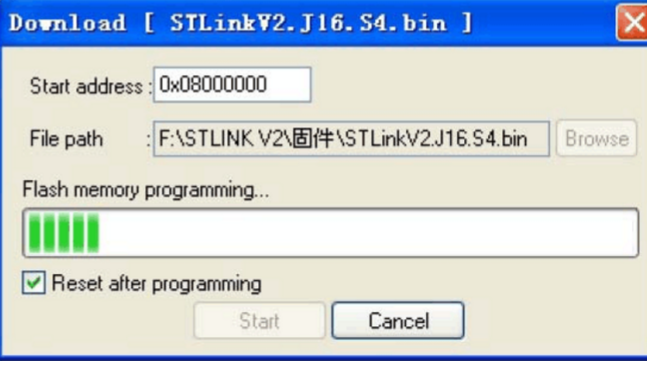 Download [ STLinkV2.J16.S4.bin ]
Start address : 0x08000000
File path : F:\STLINK V2\固件\STLinkV2.J16.S4.bin Browse
Flash memory programming...
Reset after programming
Start Cancel